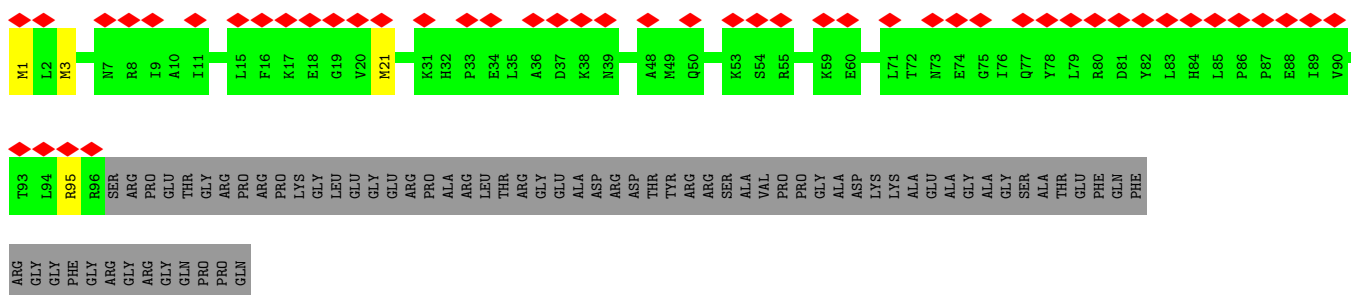 M1 L2 M3 N7 R8 I9 A10 I11 L15 F16 K17 E18 G19 V20 M21 K31 H32 P33 E34 L35 A36 D37 K38 N39 A48 M49 Q50 K53 S54 R55 K59 E60 L71 T72 N73 E74 G75 I76 Q77 Y78 L79 R80 D81 Y82 L83 H84 L85 P86 P87 E88 I89 V90
T93 L94 R95 R96 SER ARG PRO GLU THR GLY ARG PRO ARG PRO LYS GLY LEU GLU GLY GLU ARG PRO ALA ARG LEU THR ARG GLY GLU ALA ASP ARG ASP THR TYR ARG ARG SER ALA VAL PRO PRO GLY ALA ASP LYS LYS ALA GLU ALA GLY ALA GLY SER ALA THR GLU PHE GLN PHE
ARG GLY GLY PHE GLY ARG GLY ARG GLY GLN PRO PRO GLN